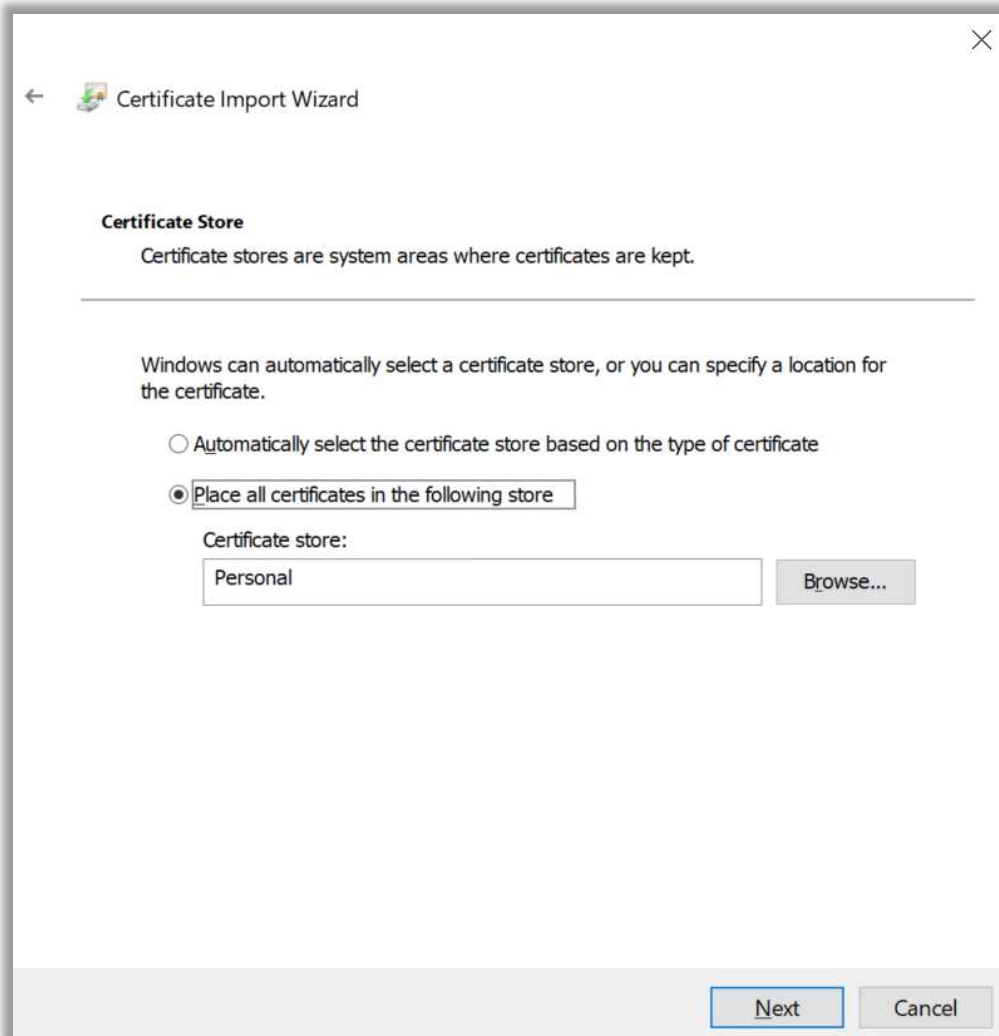 Certificate Import Wizard
Certificate Store
Certificate stores are system areas where certificates are kept.
Windows can automatically select a certificate store, or you can specify a location for
the certificate.
Automatically select the certificate store based on the type of certificate
Place all certificates in the following store
Certificate store:
Personal
Browse...
Next
Cancel